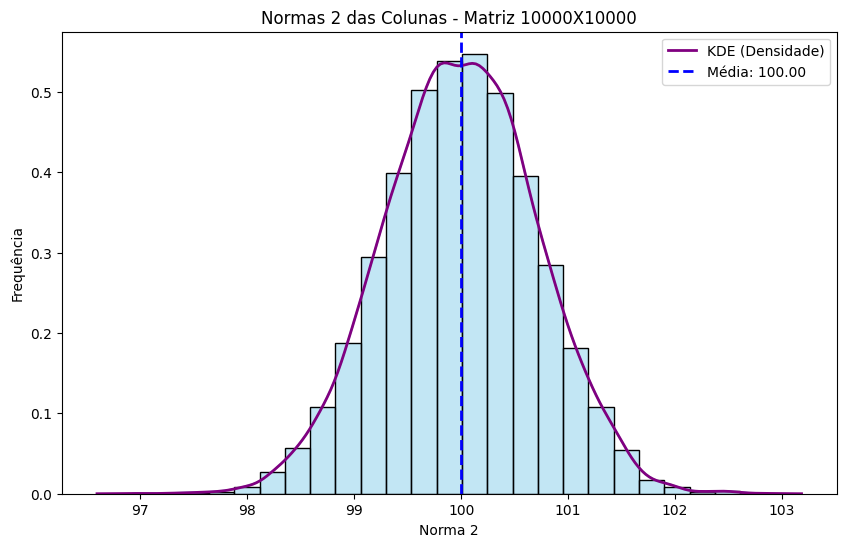 Normas 2 das Colunas - Matriz 10000X10000
KDE (Densidade)
Média: 100.00
Frequência
0.5
0.4
0.3
0.2
0.1
0.0
97
98
99
100
101
102
103
Norma 2